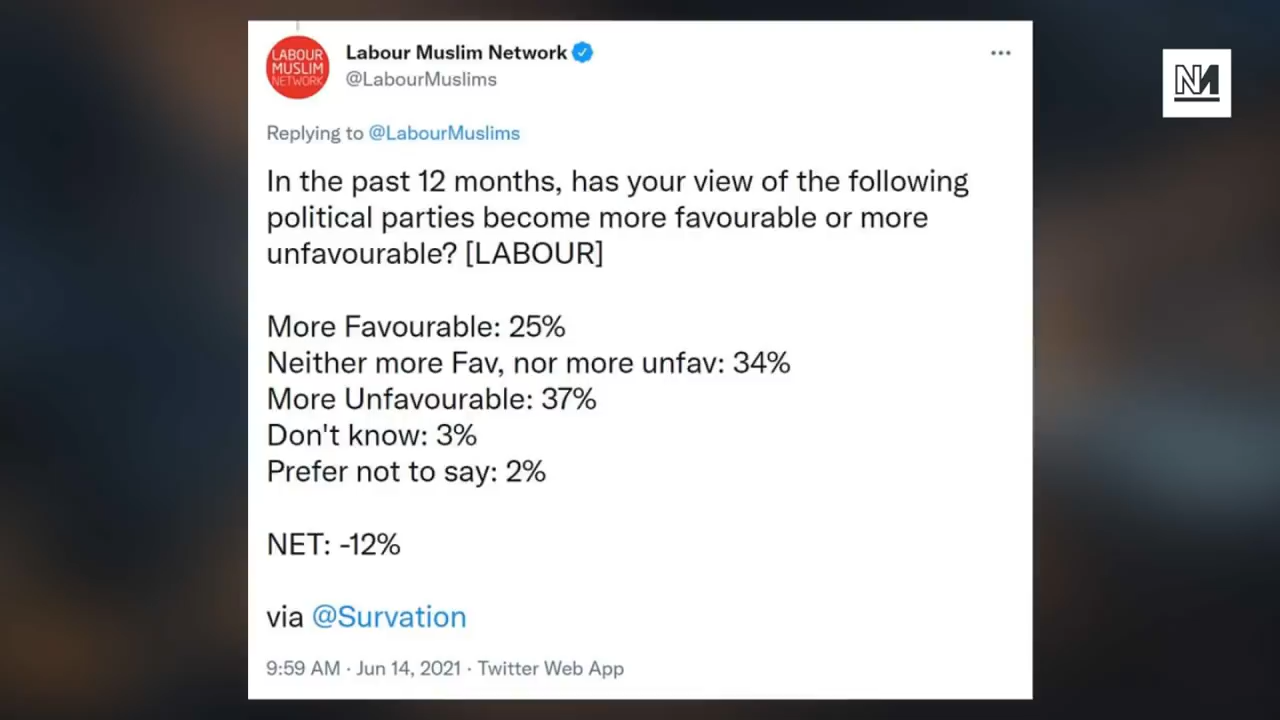 LABOUR
MUSLIM
NETWORK
Labour Muslim Network
@LabourMuslims
Replying to @LabourMuslims
In the past 12 months, has your view of the following
political parties become more favourable or more
unfavourable? [LABOUR]
More Favourable: 25%
Neither more Fav, nor more unfav: 34%
More Unfavourable: 37%
Don't know: 3%
Prefer not to say: 2%
NET: -12%
via @Survation
9:59 AM · Jun 14, 2021 · Twitter Web App
NM